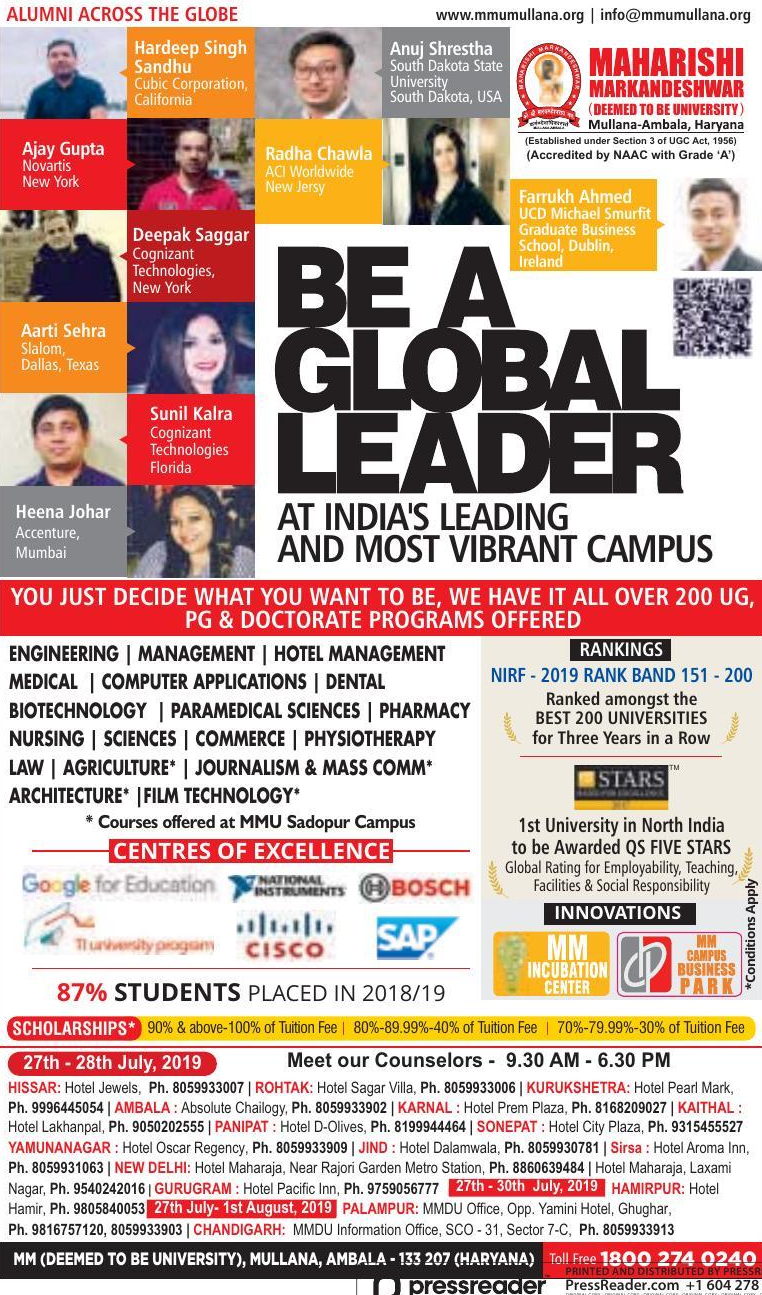 ALUMNI ACROSS THE GLOBE
www.mmumullana.org | info@mmumullana.org
Hardeep Singh
Sandhu
Cubic Corporation,
California
Anuj Shrestha
South Dakota State
University
South Dakota, USA
MAHARISHI
MARKANDESHWAR
(DEEMED TO BE UNIVERSITY)
Mullana-Ambala, Haryana
(Established under Section 3 of UGC Act, 1956)
(Accredited by NAAC with Grade 'A')
Ajay Gupta
Novartis
New York
Radha Chawla
ACI Worldwide
New Jersy
Farrukh Ahmed
UCD Michael Smurfit
Graduate Business
School, Dublin,
Ireland
Deepak Saggar
Cognizant
Technologies,
New York
Aarti Sehra
Slalom,
Dallas, Texas
Sunil Kalra
Cognizant
Technologies
Florida
Heena Johar
Accenture,
Mumbai
BE A
GLOBAL
LEADER
AT INDIA'S LEADING
AND MOST VIBRANT CAMPUS
YOU JUST DECIDE WHAT YOU WANT TO BE, WE HAVE IT ALL OVER 200 UG,
PG & DOCTORATE PROGRAMS OFFERED
ENGINEERING | MANAGEMENT | HOTEL MANAGEMENT
MEDICAL | COMPUTER APPLICATIONS | DENTAL
BIOTECHNOLOGY | PARAMEDICAL SCIENCES | PHARMACY
NURSING | SCIENCES | COMMERCE | PHYSIOTHERAPY
LAW | AGRICULTURE* | JOURNALISM & MASS COMM*
ARCHITECTURE* |FILM TECHNOLOGY*
* Courses offered at MMU Sadopur Campus
CENTRES OF EXCELLENCE
Google for Education
NATIONAL
INSTRUMENTS
BOSCH
TI university program
CISCO
SAP
87% STUDENTS PLACED IN 2018/19
RANKINGS
NIRF - 2019 RANK BAND 151 - 200
Ranked amongst the
BEST 200 UNIVERSITIES
for Three Years in a Row
STARS
TM
1st University in North India
to be Awarded QS FIVE STARS
Global Rating for Employability, Teaching,
Facilities & Social Responsibility
INNOVATIONS
MM
INCUBATION
CENTER
MM
CAMPUS
BUSINESS
PARK
*Conditions Apply
SCHOLARSHIPS* 90% & above-100% of Tuition Fee | 80%-89.99%-40% of Tuition Fee | 70%-79.99%-30% of Tuition Fee
27th - 28th July, 2019 Meet our Counselors - 9.30 AM - 6.30 PM
HISSAR: Hotel Jewels, Ph. 8059933007 | ROHTAK: Hotel Sagar Villa, Ph. 8059933006 | KURUKSHETRA: Hotel Pearl Mark,
Ph. 9996445054 | AMBALA : Absolute Chailogy, Ph. 8059933902 | KARNAL : Hotel Prem Plaza, Ph. 8168209027 | KAITHAL :
Hotel Lakhanpal, Ph. 9050202555 | PANIPAT : Hotel D-Olives, Ph. 8199944464 | SONEPAT : Hotel City Plaza, Ph. 9315455527
YAMUNANAGAR : Hotel Oscar Regency, Ph. 8059933909 | JIND : Hotel Dalamwala, Ph. 8059930781 | Sirsa : Hotel Aroma Inn,
Ph. 8059931063 | NEW DELHI: Hotel Maharaja, Near Rajori Garden Metro Station, Ph. 8860639484 | Hotel Maharaja, Laxami
Nagar, Ph. 9540242016 | GURUGRAM : Hotel Pacific Inn, Ph. 9759056777 27th - 30th July, 2019 HAMIRPUR: Hotel
Hamir, Ph. 9805840053 27th July- 1st August, 2019 PALAMPUR: MMDU Office, Opp. Yamini Hotel, Ghughar,
Ph. 9816757120, 8059933903 | CHANDIGARH: MMDU Information Office, SCO - 31, Sector 7-C, Ph. 8059933913
MM (DEEMED TO BE UNIVERSITY), MULLANA, AMBALA - 133 207 (HARYANA) Toll Free 1800 274 0240
PRINTED AND DISTRIBUTED BY PRESSR
pressreader PressReader.com +1 604 278